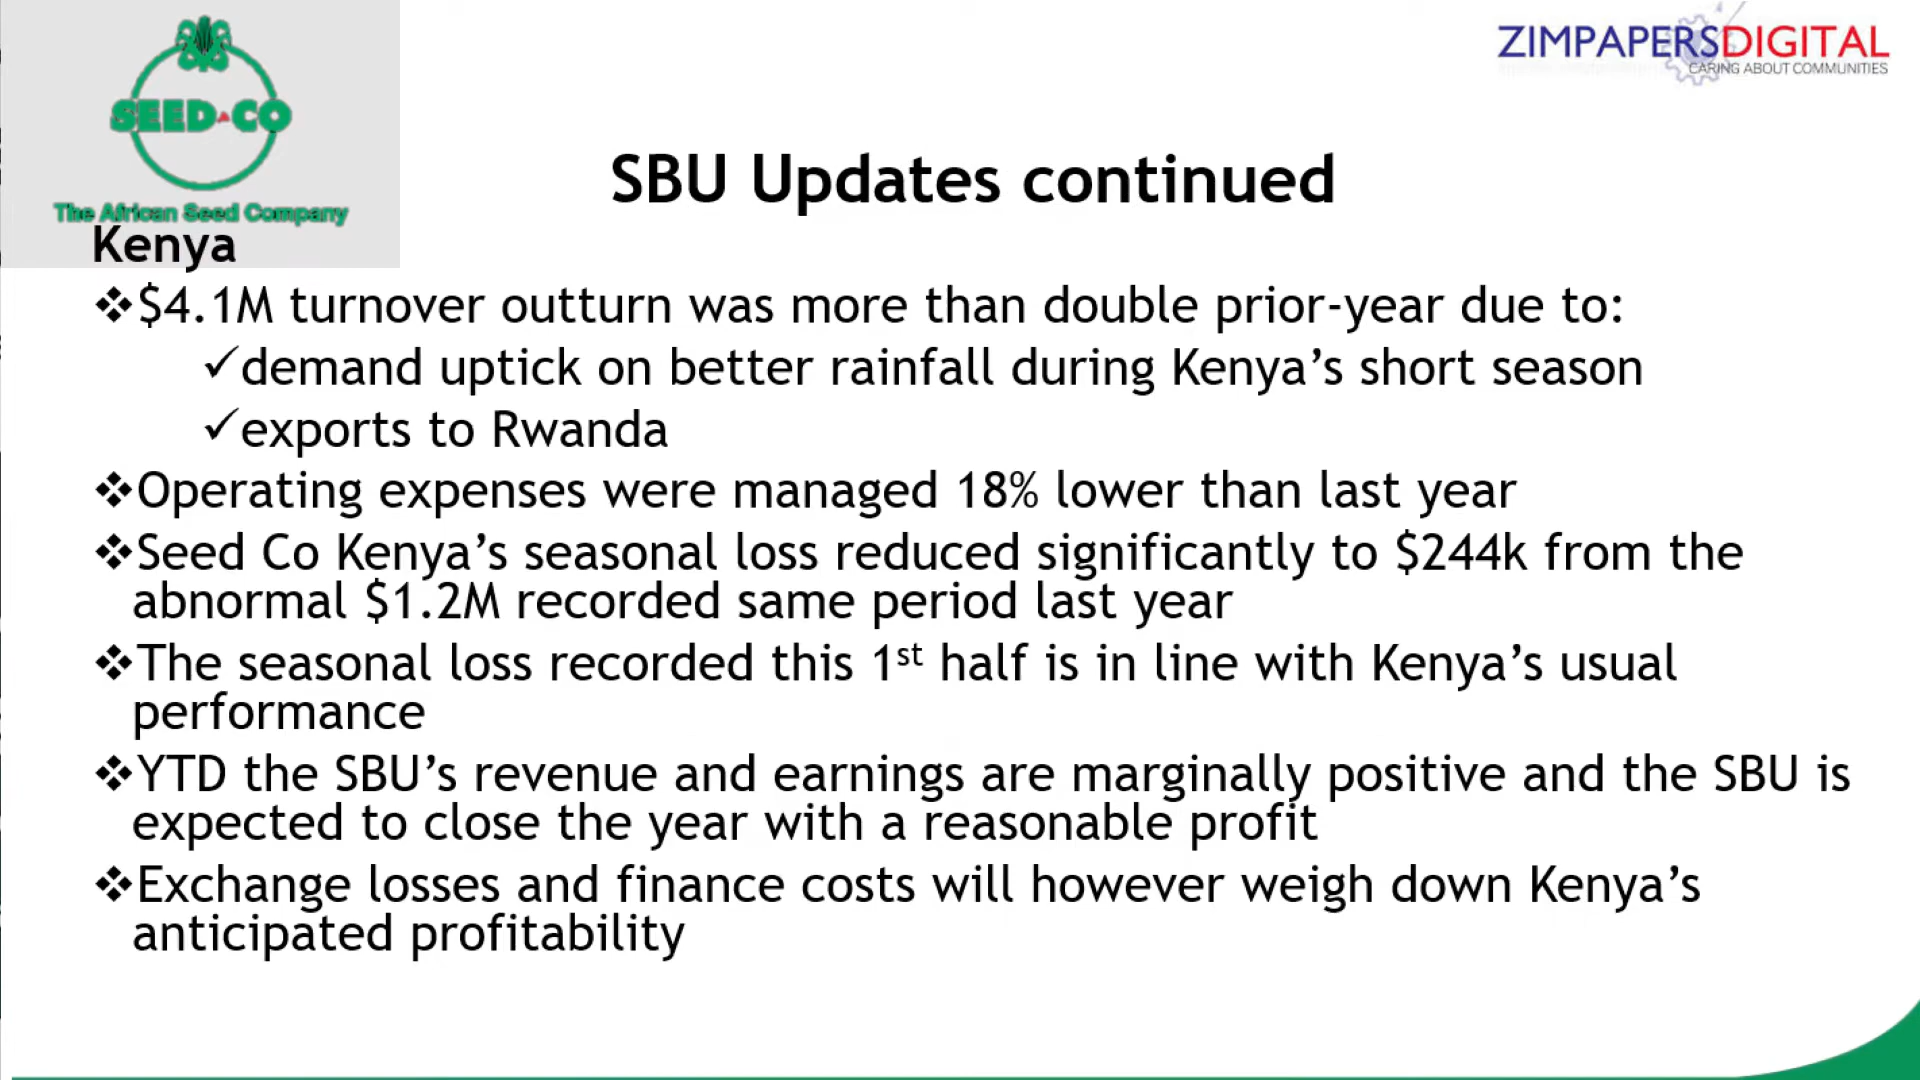 SEED CO
The African Seed Company
ZIMPAPERSDIGITAL
CARING ABOUT COMMUNITIES
SBU Updates continued
Kenya
❖$4.1M turnover outturn was more than double prior-year due to:
✓demand uptick on better rainfall during Kenya’s short season
✓exports to Rwanda
❖Operating expenses were managed 18% lower than last year
❖Seed Co Kenya’s seasonal loss reduced significantly to $244k from the
abnormal $1.2M recorded same period last year
❖The seasonal loss recorded this 1st half is in line with Kenya’s usual
performance
❖YTD the SBU’s revenue and earnings are marginally positive and the SBU is
expected to close the year with a reasonable profit
❖Exchange losses and finance costs will however weigh down Kenya’s
anticipated profitability